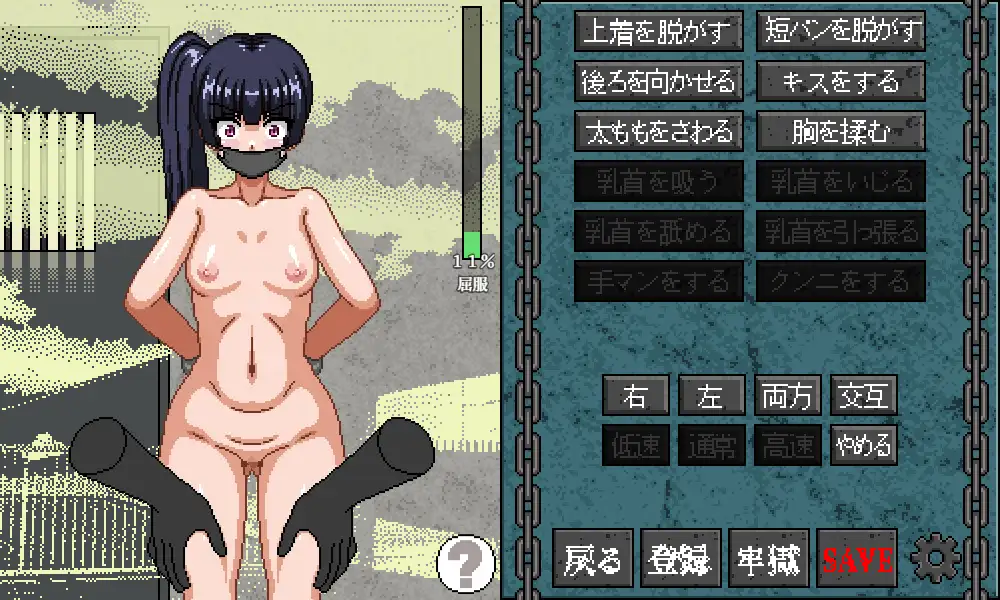 上着を脱がす
短パンを脱がす
後ろを向かせる
キスをする
太ももをさわる
胸を揉む
乳首を吸う
乳首をいじる
乳首を舐める
乳首を引っ張る
手マンをする
クンニをする
11%
屈服
右
左
両方
交互
低速
通常
高速
やめる
?
戻る
登録
牢獄
SAVE